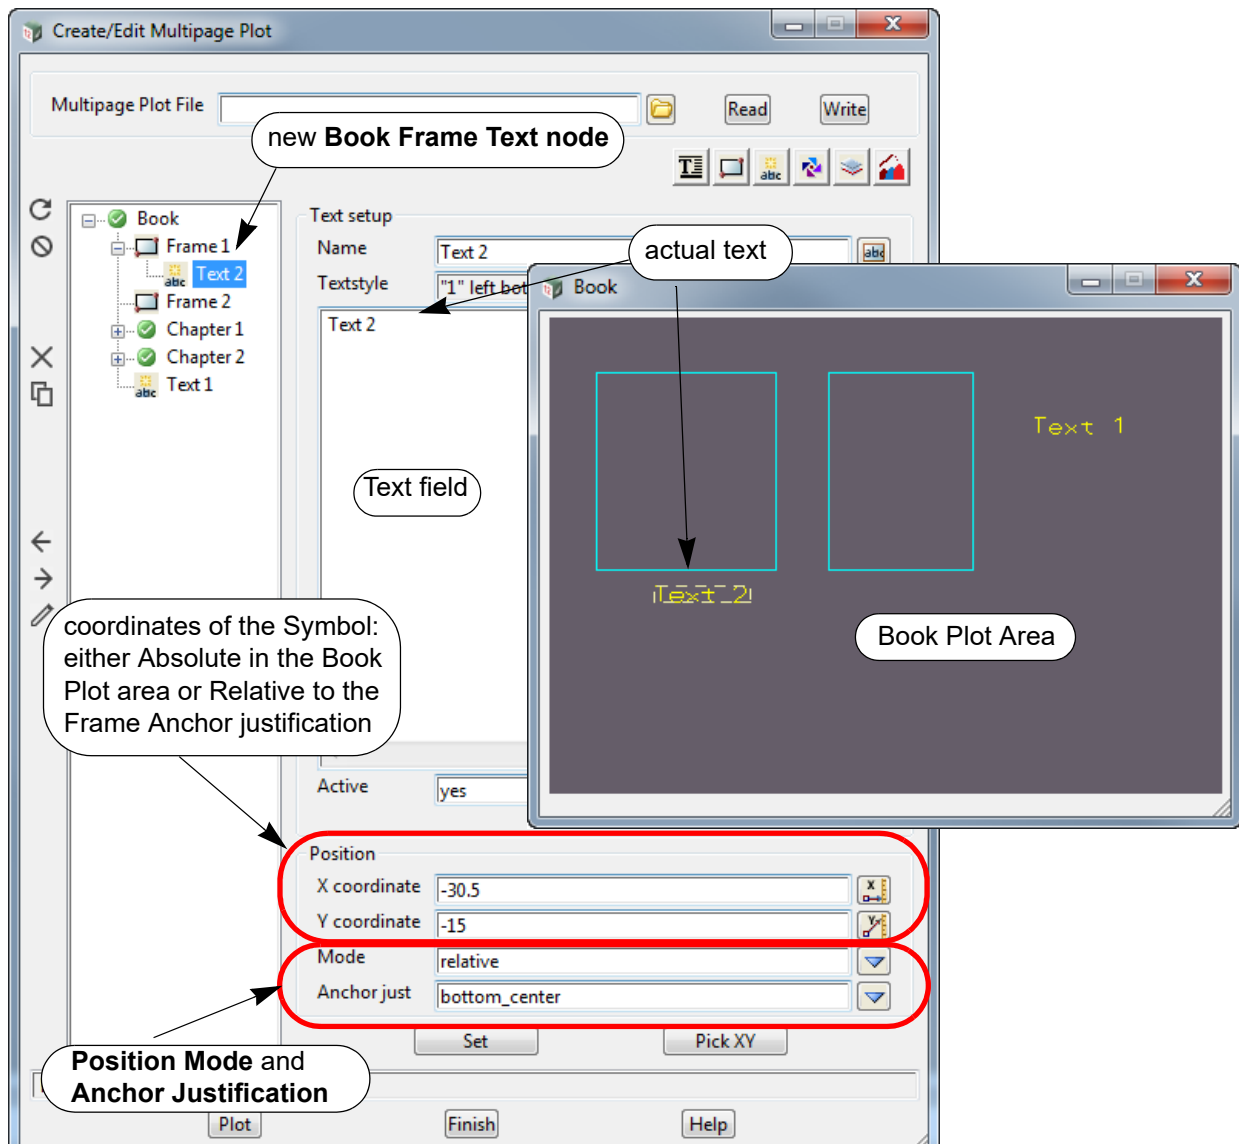 Create/Edit Multipage Plot
Multipage Plot File
Read
Write
new Book Frame Text node
Book
Frame 1
Text 2
Frame 2
Chapter 1
Chapter 2
Text 1
Text setup
Name
Text 2
Textstyle
"1" left bot
Text 2
actual text
Text field
Book
Text 1
Text 2
Book Plot Area
coordinates of the Symbol:
either Absolute in the Book
Plot area or Relative to the
Frame Anchor justification
Active
yes
Position
X coordinate
-30.5
Y coordinate
-15
Mode
relative
Anchor just
bottom_center
Set
Pick XY
Position Mode and
Anchor Justification
Plot
Finish
Help